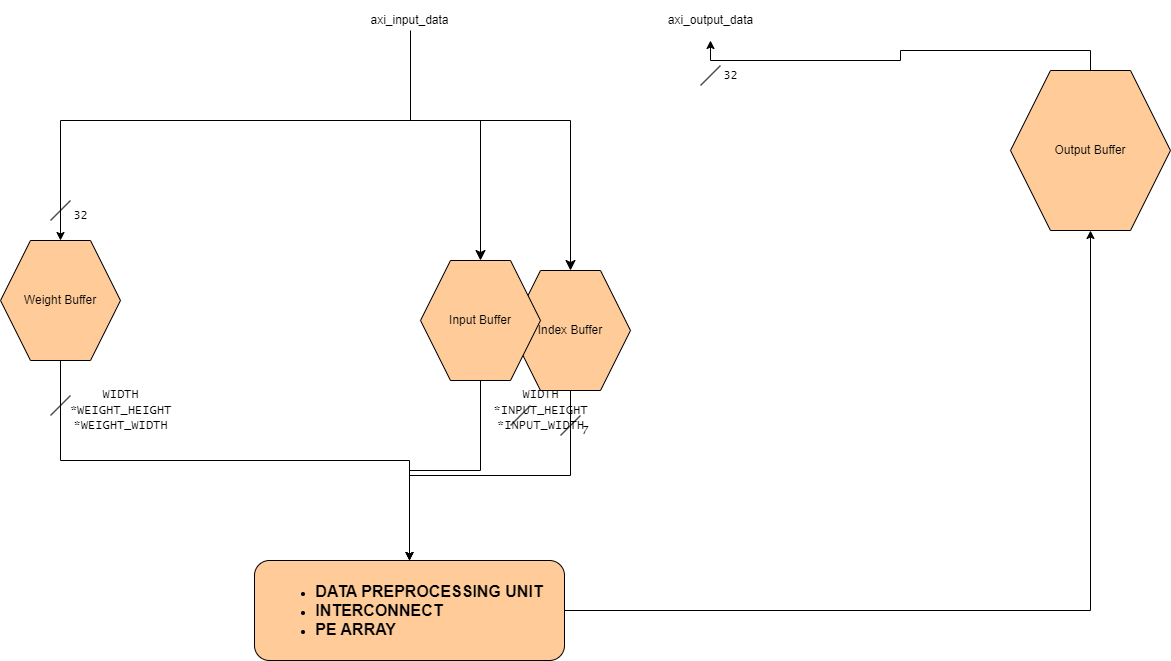 axi_input_data
axi_output_data
32
Output Buffer
32
Weight Buffer
Input Buffer
Index Buffer
WIDTH
*WEIGHT_HEIGHT
*WEIGHT_WIDTH
WIDTH
*INPUT_HEIGHT
*INPUT_WIDTH
7
• DATA PREPROCESSING UNIT
• INTERCONNECT
• PE ARRAY